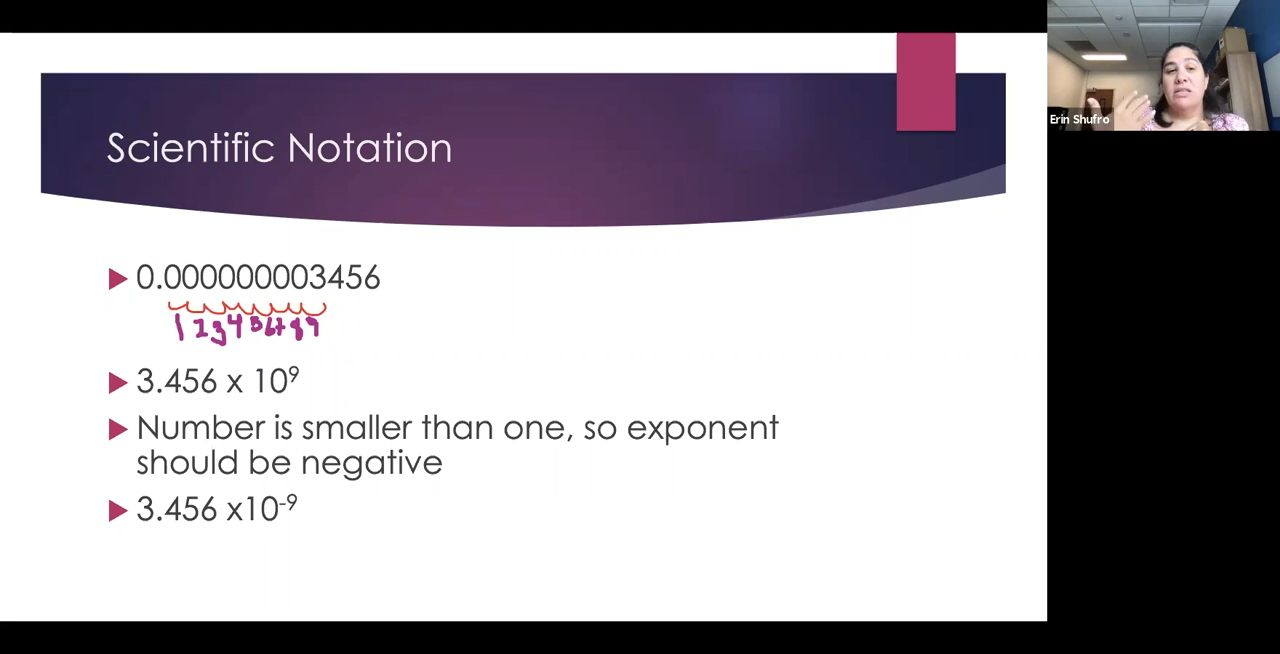 Scientific Notation
Erin Shufro
0.000000003456
1 2 3 4 5 6 7 8 9
3.456 x 10⁹
Number is smaller than one, so exponent
should be negative
3.456 x10⁻⁹